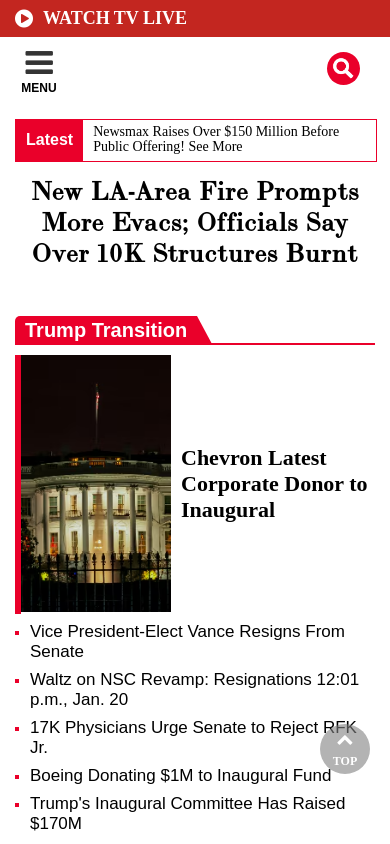 WATCH TV LIVE
MENU
Latest
Newsmax Raises Over $150 Million Before
Public Offering! See More
New LA-Area Fire Prompts
More Evacs; Officials Say
Over 10K Structures Burnt
Trump Transition
Chevron Latest
Corporate Donor to
Inaugural
Vice President-Elect Vance Resigns From
Senate
Waltz on NSC Revamp: Resignations 12:01
p.m., Jan. 20
17K Physicians Urge Senate to Reject RFK
Jr.
Boeing Donating $1M to Inaugural Fund
TOP
Trump's Inaugural Committee Has Raised
$170M